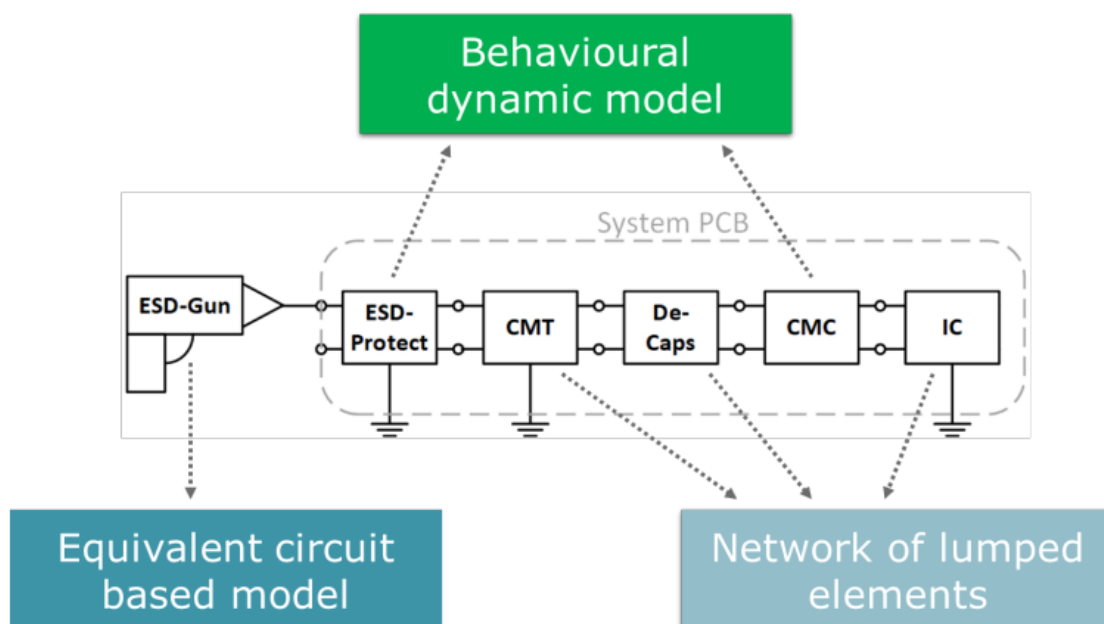 Behavioural
dynamic model
System PCB
ESD-Gun
ESD-
Protect
CMT
De-
Caps
CMC
IC
Equivalent circuit
based model
Network of lumped
elements